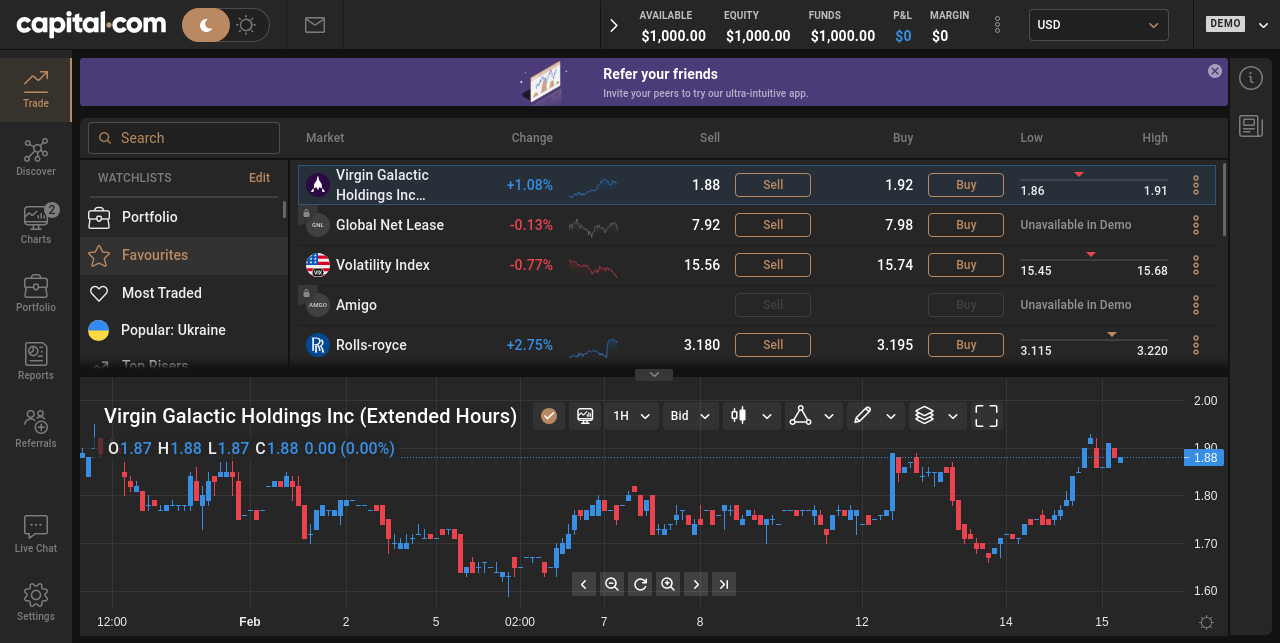 capital.com
AVAILABLE EQUITY FUNDS P&L MARGIN
$1,000.00 $1,000.00 $1,000.00 $0 $0
USD
DEMO
Trade
Discover
2
Charts
Portfolio
Reports
Referrals
Live Chat
Settings
Refer your friends
Invite your peers to try our ultra-intuitive app.
Search
Market Change Sell Buy Low High
WATCHLISTS Edit
Portfolio
Favourites
Most Traded
Popular: Ukraine
Top Risers
Virgin Galactic
Holdings Inc... +1.08% 1.88 Sell 1.92 Buy 1.86 1.91
GNL Global Net Lease -0.13% 7.92 Sell 7.98 Buy Unavailable in Demo
VIX Volatility Index -0.77% 15.56 Sell 15.74 Buy 15.45 15.68
AMGO Amigo Sell Buy Unavailable in Demo
Rolls-royce +2.75% 3.180 Sell 3.195 Buy 3.115 3.220
Virgin Galactic Holdings Inc (Extended Hours) 1H Bid
O1.87 H1.88 L1.87 C1.88 0.00 (0.00%)
2.00
1.90
1.88
1.80
1.70
1.60
12:00 Feb 2 5 02:00 7 8 12 14 15